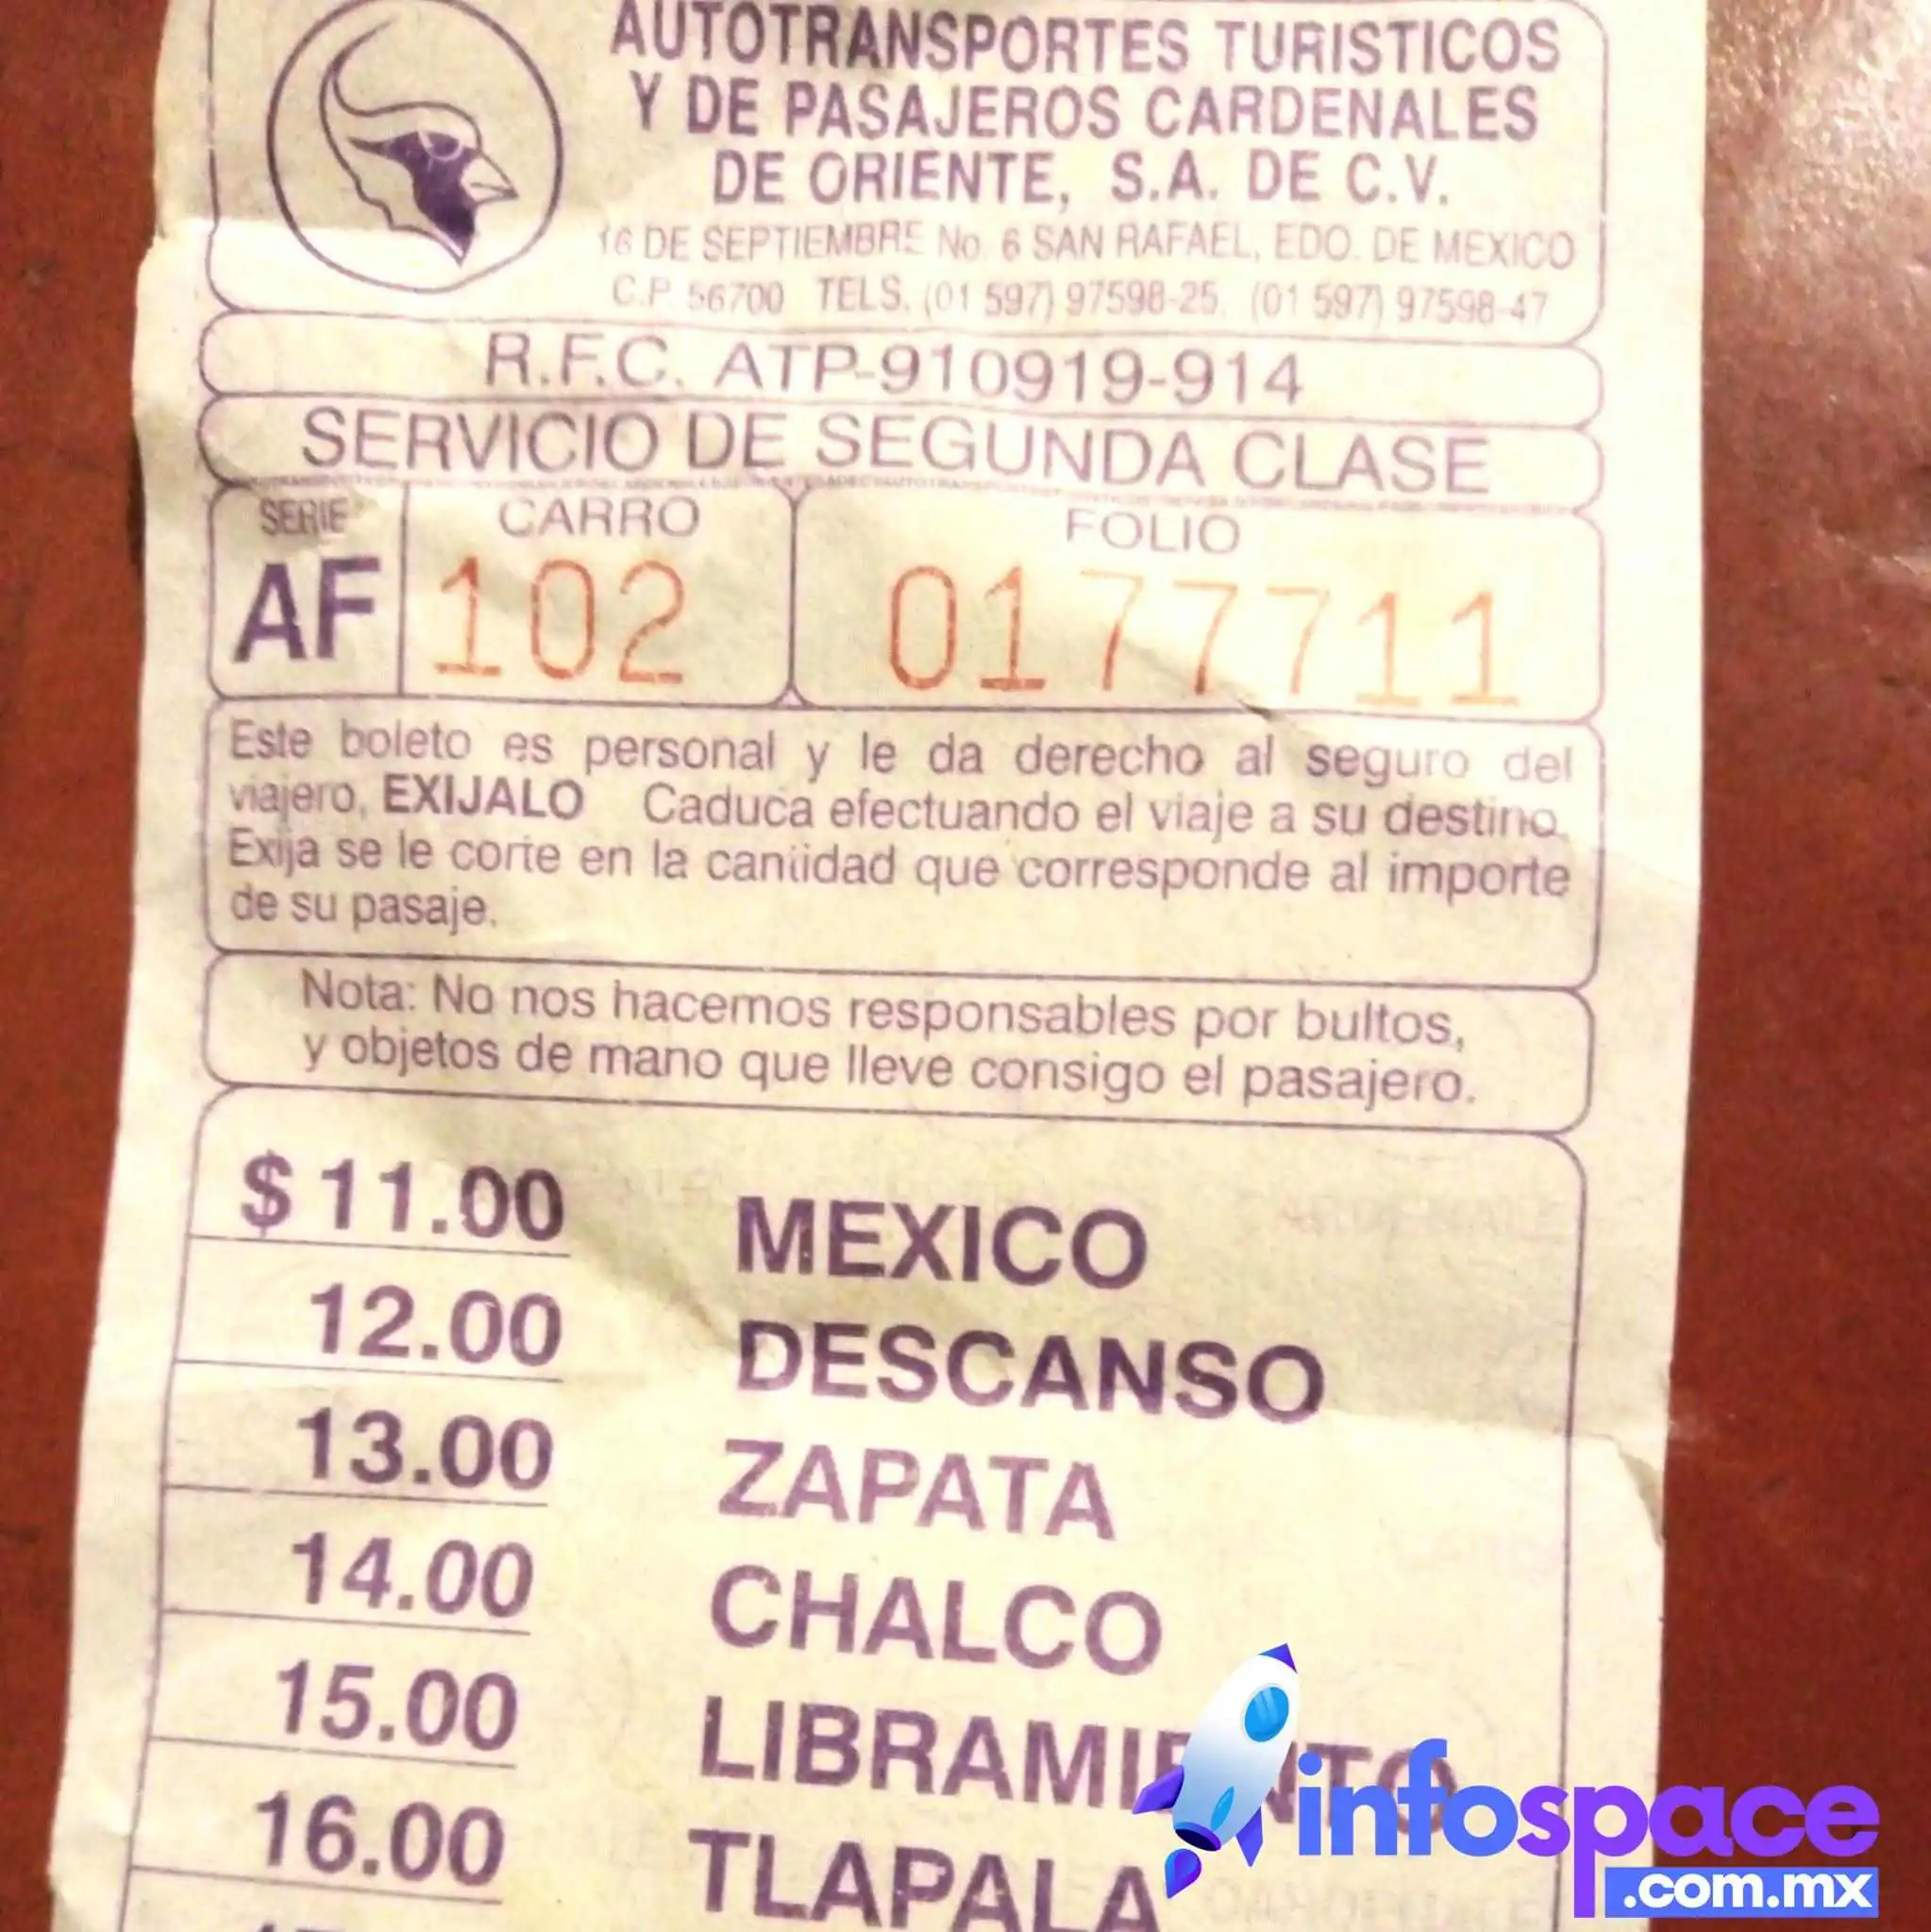 AUTOTRANSPORTES TURISTICOS
Y DE PASAJEROS CARDENALES
DE ORIENTE, S.A. DE C.V.
16 DE SEPTIEMBRE No. 6 SAN RAFAEL, EDO. DE MEXICO
C.P. 56700 TELS. (01 597) 97598-25, (01 597) 97598-47
R.F.C. ATP-910919-914
SERVICIO DE SEGUNDA CLASE
SERIE CARRO FOLIO
AF 102 0177711
Este boleto es personal y le da derecho al seguro del
viajero, EXIJALO Caduca efectuando el viaje a su destino.
Exija se le corte en la cantidad que corresponde al importe
de su pasaje.
Nota: No nos hacemos responsables por bultos,
y objetos de mano que lleve consigo el pasajero.
$ 11.00 MEXICO
12.00 DESCANSO
13.00 ZAPATA
14.00 CHALCO
15.00 LIBRAMIENTO
16.00 TLAPALA
infospace
.com.mx